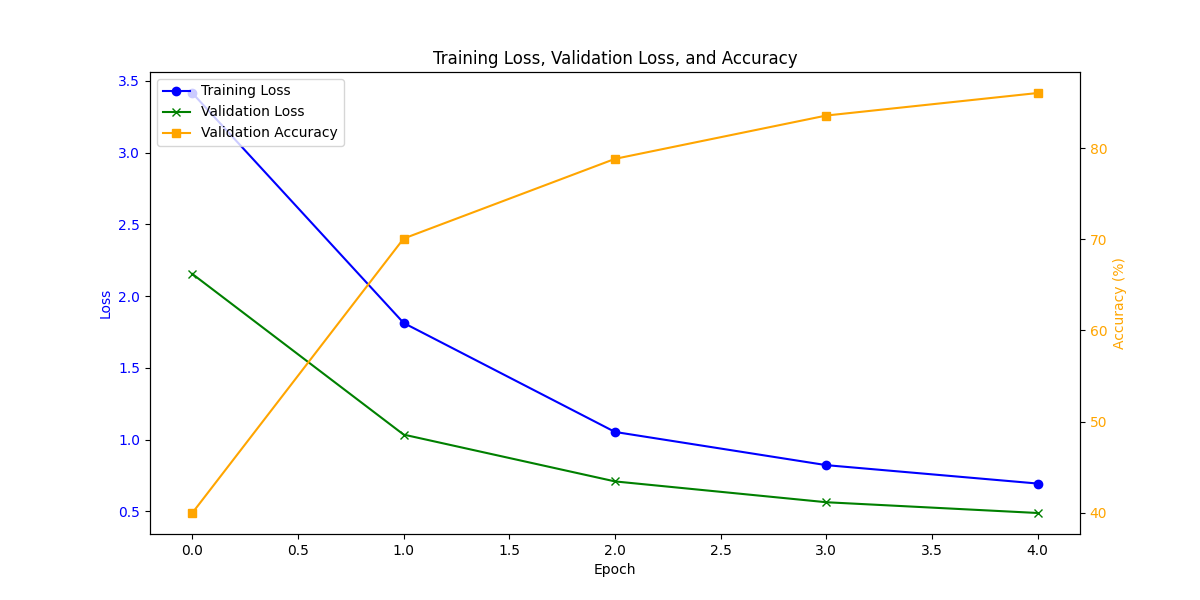 Training Loss, Validation Loss, and Accuracy
Training Loss
Validation Loss
Validation Accuracy
Loss
3.5
3.0
2.5
2.0
1.5
1.0
0.5
Accuracy (%)
80
70
60
50
40
0.0 0.5 1.0 1.5 2.0 2.5 3.0 3.5 4.0
Epoch